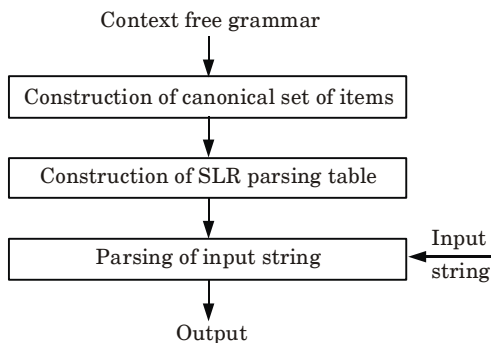 Context free grammar
Construction of canonical set of items
Construction of SLR parsing table
Parsing of input string
Input
string
Output